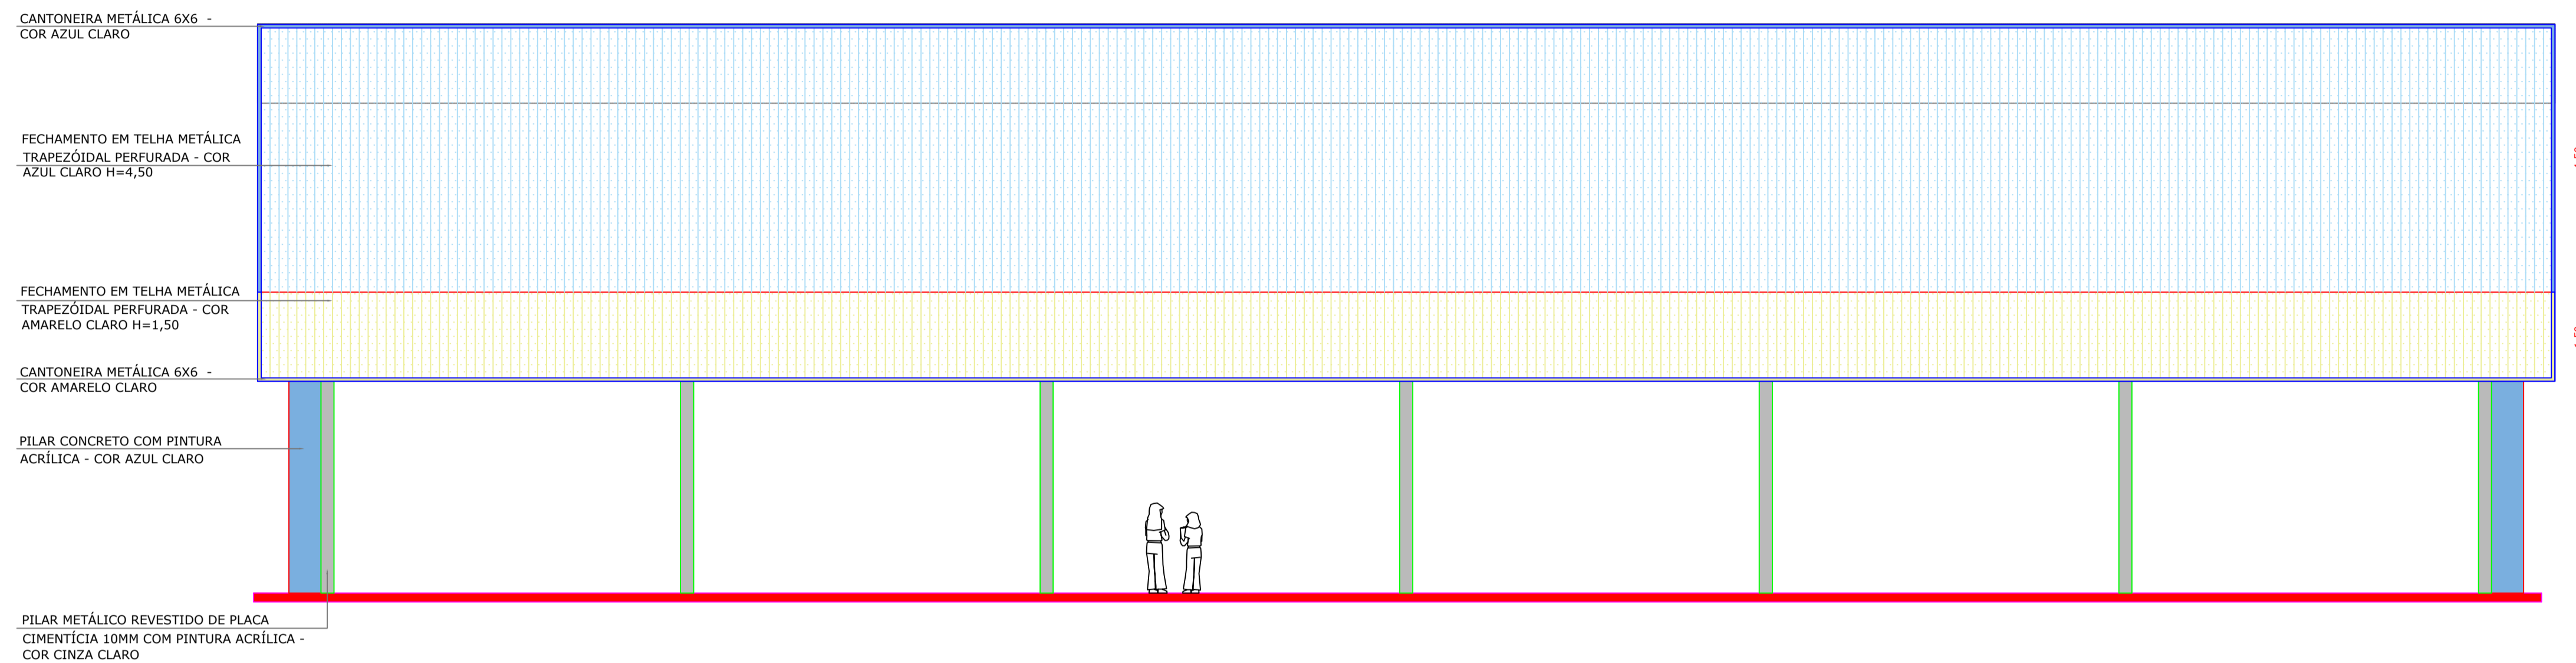 CANTONEIRA METÁLICA 6X6 -
COR AZUL CLARO
FECHAMENTO EM TELHA METÁLICA
TRAPEZÓIDAL PERFURADA - COR
AZUL CLARO H=4,50
FECHAMENTO EM TELHA METÁLICA
TRAPEZÓIDAL PERFURADA - COR
AMARELO CLARO H=1,50
CANTONEIRA METÁLICA 6X6 -
COR AMARELO CLARO
PILAR CONCRETO COM PINTURA
ACRÍLICA - COR AZUL CLARO
PILAR METÁLICO REVESTIDO DE PLACA
CIMENTÍCIA 10MM COM PINTURA ACRÍLICA -
COR CINZA CLARO